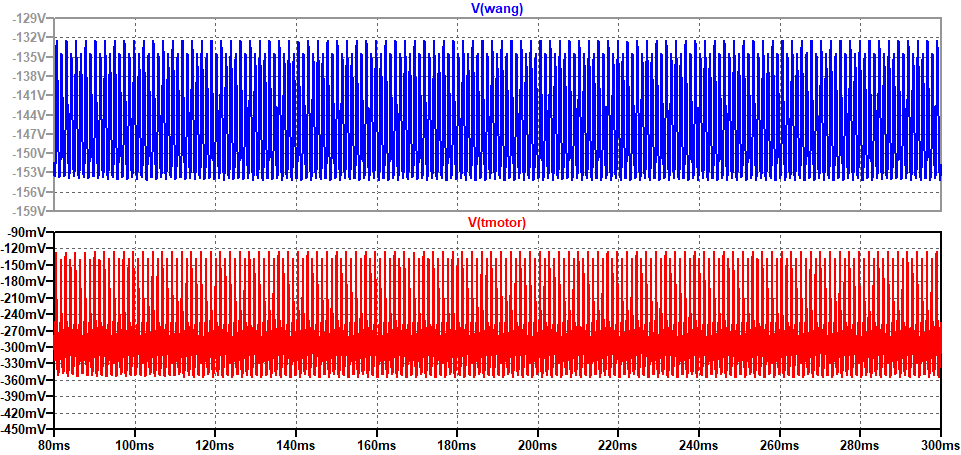 V(wang)
-129V
-132V
-135V
-138V
-141V
-144V
-147V
-150V
-153V
-156V
-159V
V(tmotor)
-90mV
-120mV
-150mV
-180mV
-210mV
-240mV
-270mV
-300mV
-330mV
-360mV
-390mV
-420mV
-450mV
80ms 100ms 120ms 140ms 160ms 180ms 200ms 220ms 240ms 260ms 280ms 300ms